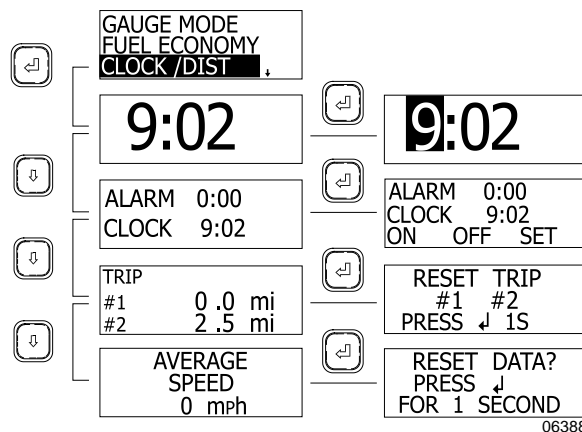 GAUGE MODE
FUEL ECONOMY
CLOCK /DIST
9:02
9:02
ALARM 0:00
CLOCK 9:02
ALARM 0:00
CLOCK 9:02
ON OFF SET
TRIP
#1 0.0 mi
#2 2.5 mi
RESET TRIP
#1 #2
PRESS ↲ 1S
AVERAGE
SPEED
0 mPh
RESET DATA?
PRESS ↲
FOR 1 SECOND
06388